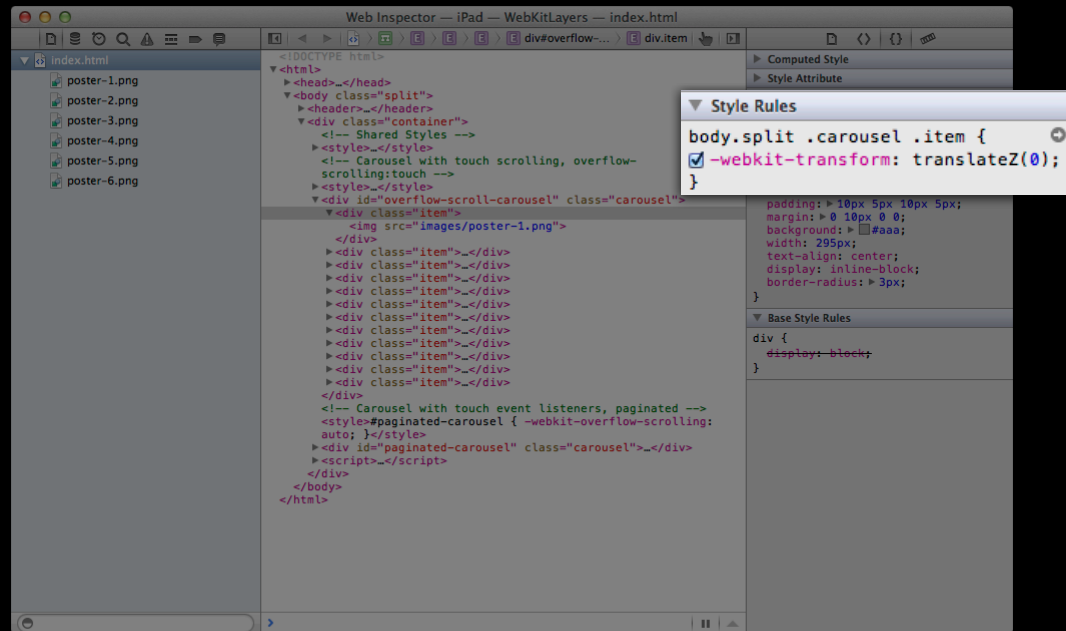 Web Inspector — iPad — WebKitLayers — index.html
div#overflow-... div.item
index.html
poster-1.png
poster-2.png
poster-3.png
poster-4.png
poster-5.png
poster-6.png
<!DOCTYPE html>
<html>
<head>…</head>
<body class="split">
<header>…</header>
<div class="container">
<!-- Shared Styles -->
<style>…</style>
<!-- Carousel with touch scrolling, overflow-
scrolling:touch -->
<style>…</style>
<div id="overflow-scroll-carousel" class="carousel">
<div class="item">
<img src="images/poster-1.png">
</div>
<div class="item">…</div>
<div class="item">…</div>
<div class="item">…</div>
<div class="item">…</div>
<div class="item">…</div>
<div class="item">…</div>
<div class="item">…</div>
<div class="item">…</div>
<div class="item">…</div>
<div class="item">…</div>
<div class="item">…</div>
</div>
<!-- Carousel with touch event listeners, paginated -->
<style>#paginated-carousel { -webkit-overflow-scrolling:
auto; }</style>
<div id="paginated-carousel" class="carousel">…</div>
<script>…</script>
</div>
</body>
</html>
Computed Style
Style Attribute
Style Rules
body.split .carousel .item {
-webkit-transform: translateZ(0);
}
padding: 10px 5px 10px 5px;
margin: 0 10px 0 0;
background: #aaa;
width: 295px;
text-align: center;
display: inline-block;
border-radius: 3px;
}
Base Style Rules
div {
display: block;
}